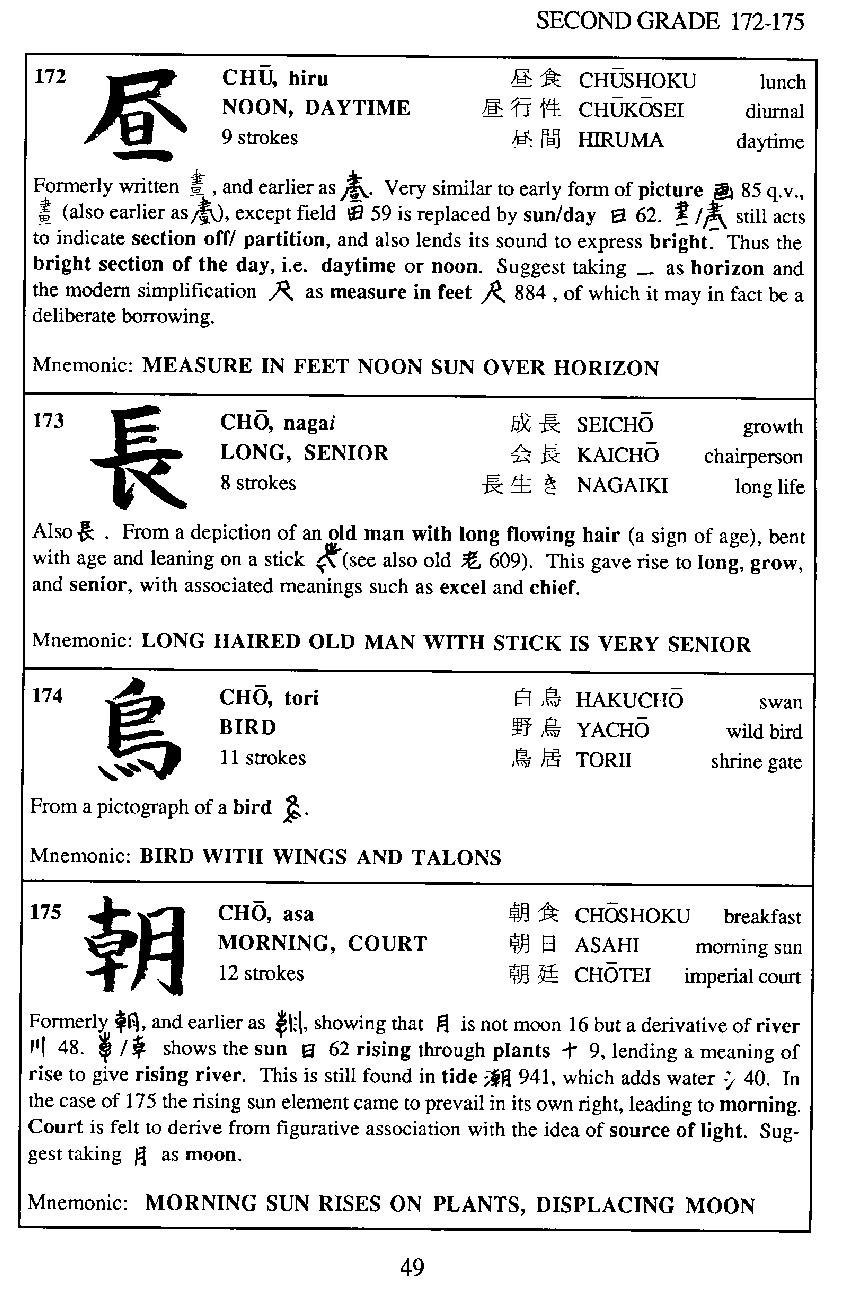 SECOND GRADE 172-175
172 昼 CHŪ, hiru 昼食 CHŪSHOKU lunch
NOON, DAYTIME 昼行性 CHŪKŌSEI diurnal
9 strokes 昼間 HIRUMA daytime
Formerly written 晝, and earlier as . Very similar to early form of picture 画 85 q.v.,
畫 (also earlier as ), except field 田 59 is replaced by sun/day 日 62. / still acts
to indicate section off/ partition, and also lends its sound to express bright. Thus the
bright section of the day, i.e. daytime or noon. Suggest taking 一 as horizon and
the modern simplification 尺 as measure in feet 尺 884 , of which it may in fact be a
deliberate borrowing.
Mnemonic: MEASURE IN FEET NOON SUN OVER HORIZON
173 長 CHŌ, nagai 成長 SEICHŌ growth
LONG, SENIOR 会長 KAICHŌ chairperson
8 strokes 長生き NAGAIKI long life
Also . From a depiction of an old man with long flowing hair (a sign of age), bent
with age and leaning on a stick (see also old 老 609). This gave rise to long, grow,
and senior, with associated meanings such as excel and chief.
Mnemonic: LONG HAIRED OLD MAN WITH STICK IS VERY SENIOR
174 鳥 CHŌ, tori 白鳥 HAKUCHŌ swan
BIRD 野鳥 YACHŌ wild bird
11 strokes 鳥居 TORII shrine gate
From a pictograph of a bird .
Mnemonic: BIRD WITH WINGS AND TALONS
175 朝 CHŌ, asa 朝食 CHŌSHOKU breakfast
MORNING, COURT 朝日 ASAHI morning sun
12 strokes 朝廷 CHŌTEI imperial court
Formerly , and earlier as , showing that 月 is not moon 16 but a derivative of river
川 48. / shows the sun 日 62 rising through plants 十 9, lending a meaning of
rise to give rising river. This is still found in tide 潮 941, which adds water 氵 40. In
the case of 175 the rising sun element came to prevail in its own right, leading to morning.
Court is felt to derive from figurative association with the idea of source of light. Sug-
gest taking 月 as moon.
Mnemonic: MORNING SUN RISES ON PLANTS, DISPLACING MOON
49